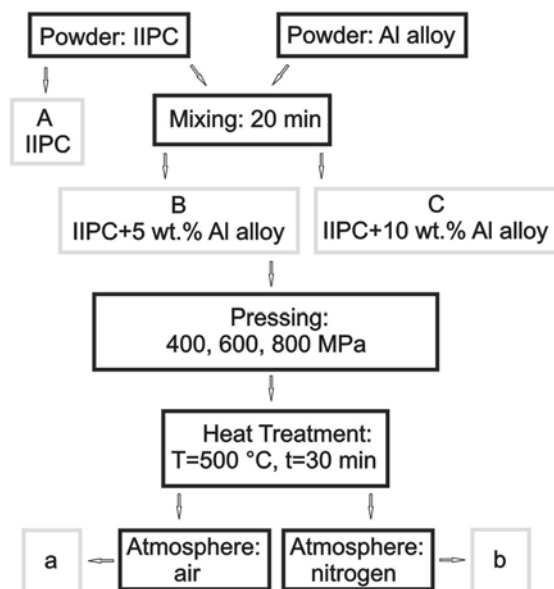 Powder: IIPC
Powder: Al alloy
A
IIPC
Mixing: 20 min
B
IIPC+5 wt.% Al alloy
C
IIPC+10 wt.% Al alloy
Pressing:
400, 600, 800 MPa
Heat Treatment:
T=500 °C, t=30 min
a
Atmosphere:
air
Atmosphere:
nitrogen
b